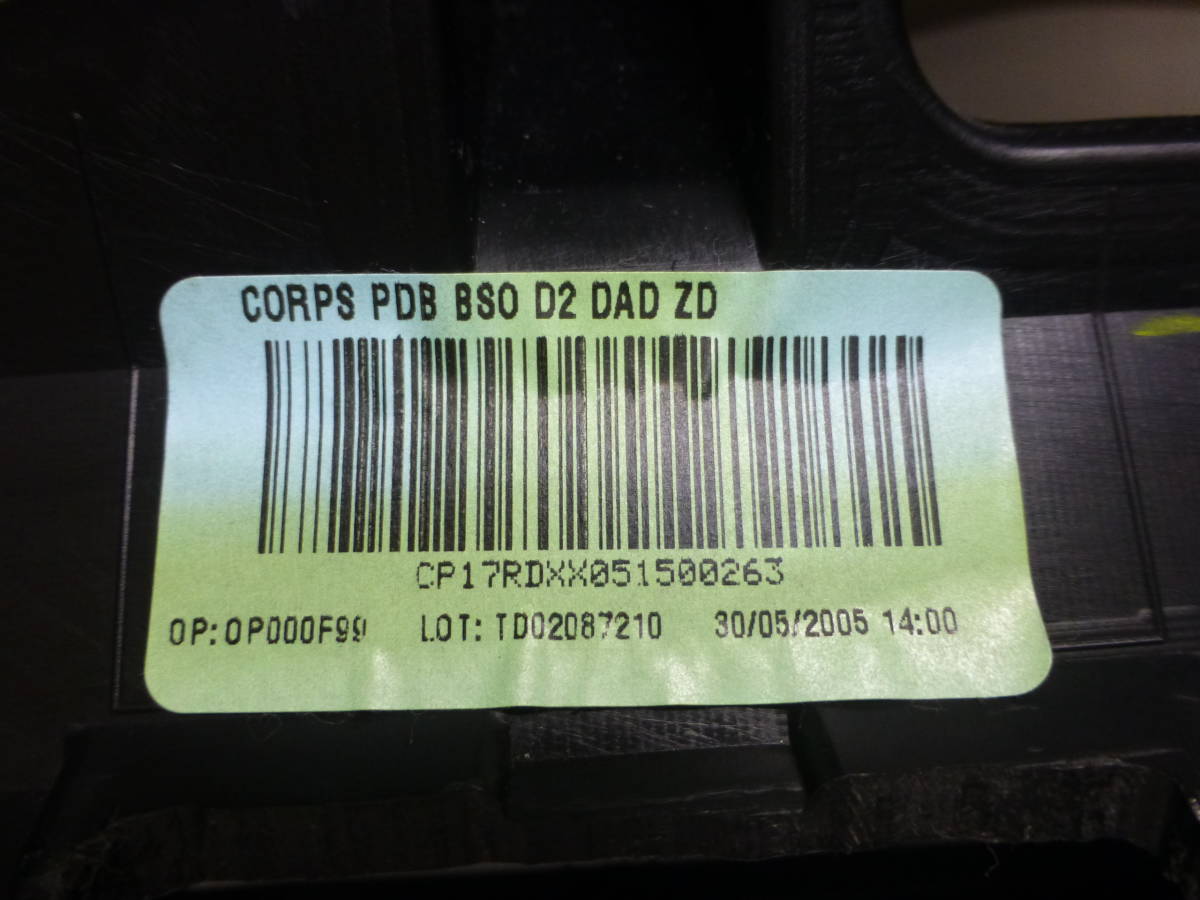 CORPS PDB BSO D2 DAD ZD
CP17RDXX051500263
OP:OP000F99 LOT: TD02087210 30/05/2005 14:00